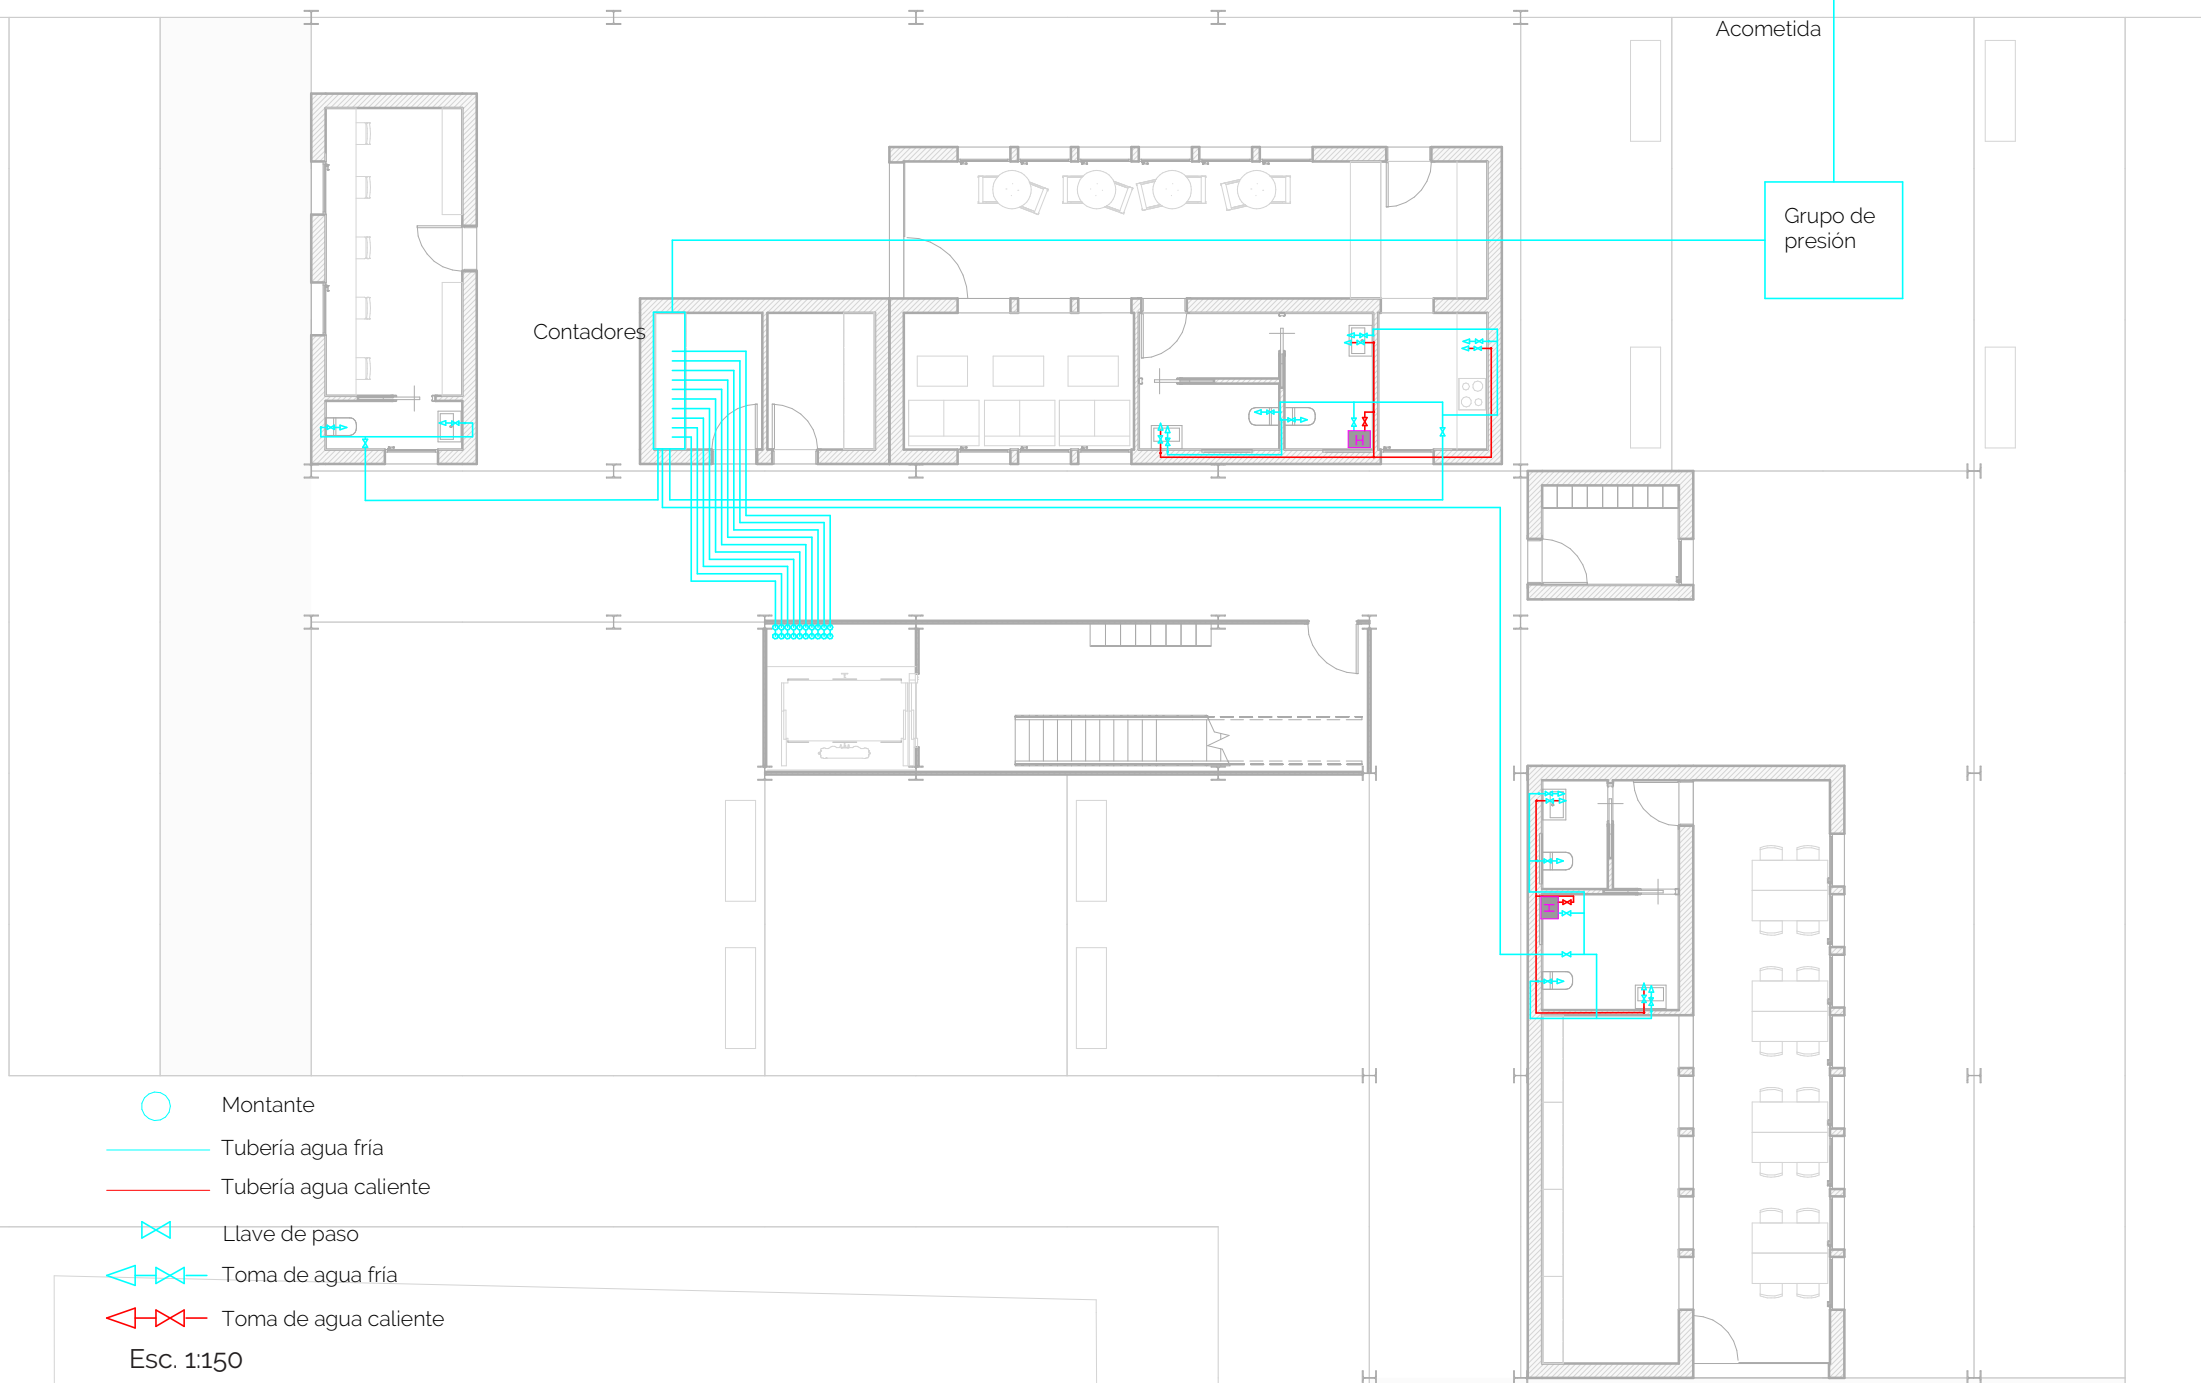 Acometida
Grupo de
presión
Contadores
H
H
Montante
Tubería agua fría
Tubería agua caliente
Llave de paso
Toma de agua fría
Toma de agua caliente
Esc. 1:150